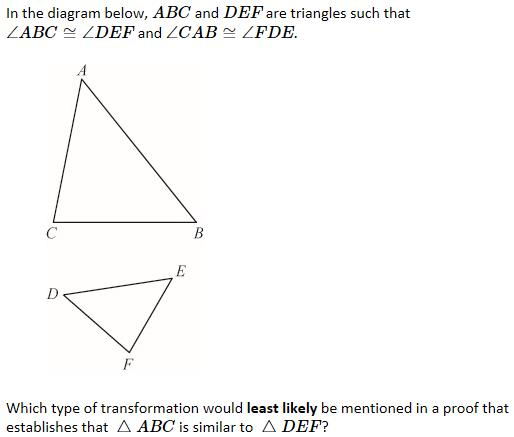 In the diagram below, ABC and DEF are triangles such that
∠ABC ≅ ∠DEF and ∠CAB ≅ ∠FDE.
A
C
B
E
D
F
Which type of transformation would least likely be mentioned in a proof that
establishes that △ ABC is similar to △ DEF?